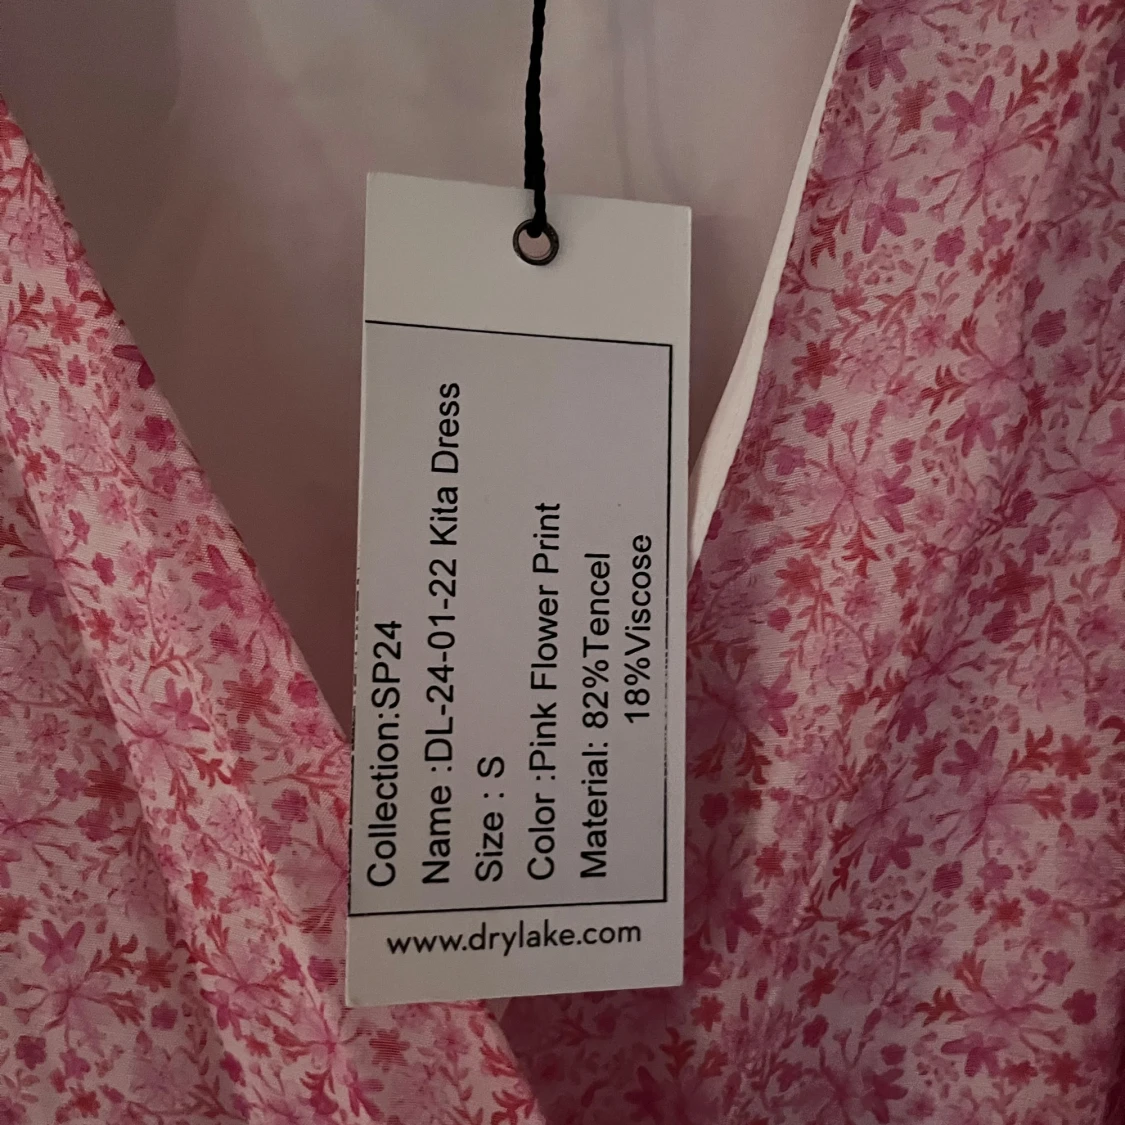 Collection:SP24
Name :DL-24-01-22 Kita Dress
Size : S
Color :Pink Flower Print
Material: 82%Tencel
18%Viscose
www.drylake.com